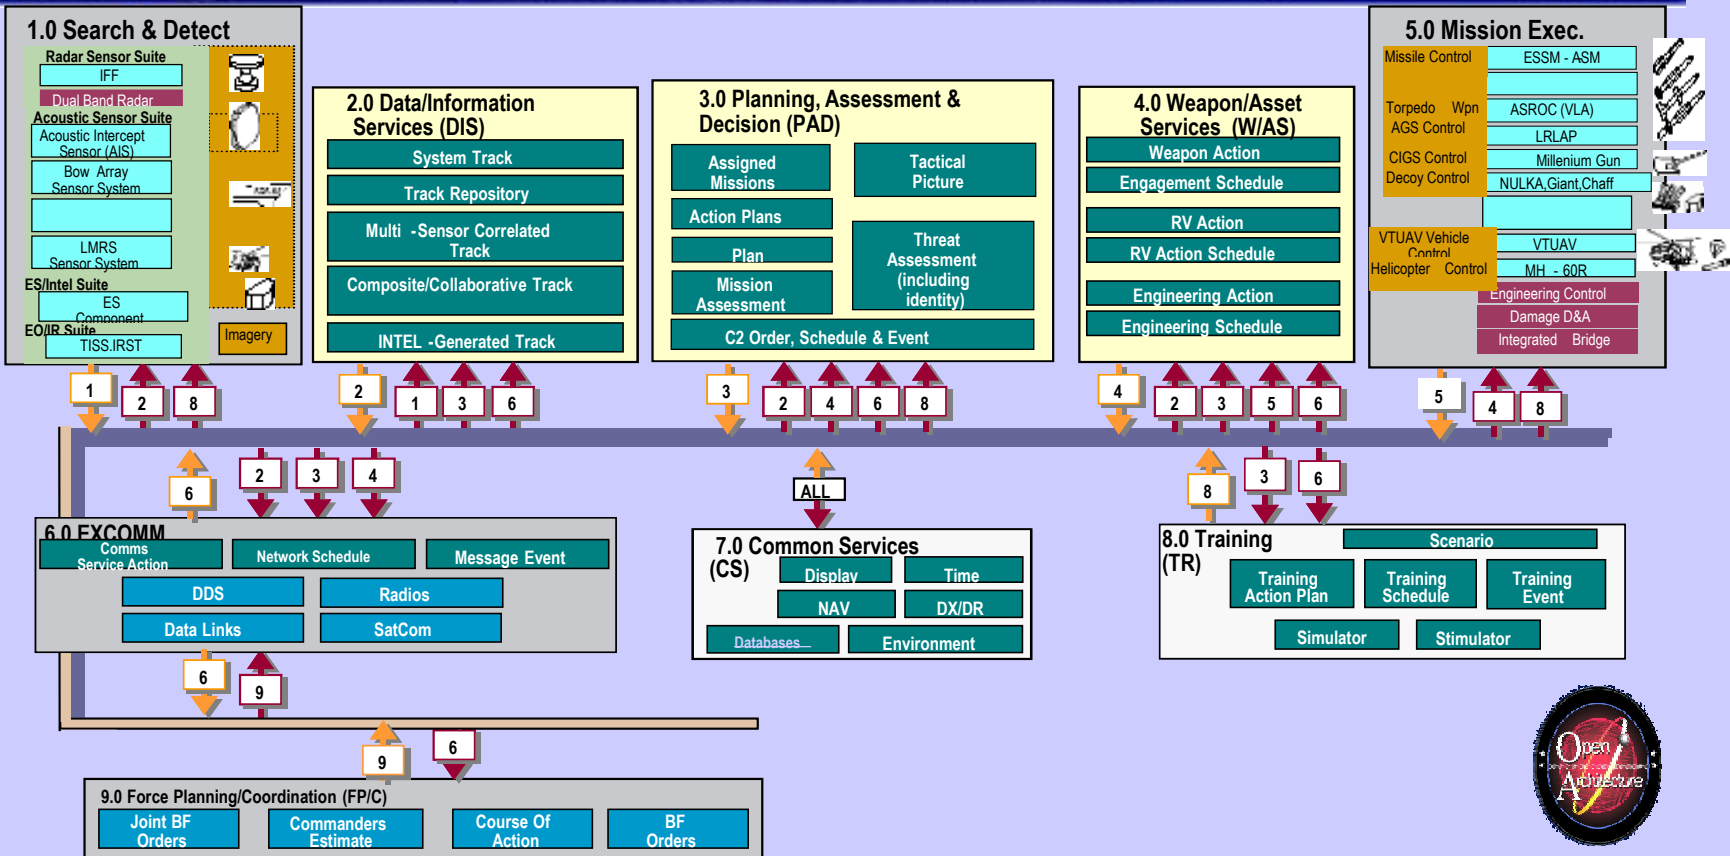 1.0 Search & Detect
Radar Sensor Suite
IFF
Dual Band Radar
Acoustic Sensor Suite
Acoustic Intercept
Sensor (AIS)
Bow Array
Sensor System
LMRS
Sensor System
ES/Intel Suite
ES
Component
EO/IR Suite
TISS.IRST
Imagery
2.0 Data/Information
Services (DIS)
System Track
Track Repository
Multi -Sensor Correlated
Track
Composite/Collaborative Track
INTEL -Generated Track
3.0 Planning, Assessment &
Decision (PAD)
Assigned
Missions
Tactical
Picture
Action Plans
Plan
Mission
Assessment
Threat
Assessment
(including
identity)
C2 Order, Schedule & Event
4.0 Weapon/Asset
Services (W/AS)
Weapon Action
Engagement Schedule
RV Action
RV Action Schedule
Engineering Action
Engineering Schedule
5.0 Mission Exec.
Missile Control
ESSM - ASM
Torpedo Wpn
ASROC (VLA)
AGS Control
LRLAP
CIGS Control
Millenium Gun
Decoy Control
NULKA,Giant,Chaff
VTUAV Vehicle
Control
VTUAV
Helicopter Control
MH - 60R
Engineering Control
Damage D&A
Integrated Bridge
1
2
8
2
1
3
6
3
2
4
6
8
4
2
3
5
6
5
4
8
6
2
3
4
ALL
8
3
6
6.0 EXCOMM
Comms
Service Action
Network Schedule
Message Event
DDS
Radios
Data Links
SatCom
7.0 Common Services
(CS)
Display
Time
NAV
DX/DR
Databases
Environment
8.0 Training
(TR)
Scenario
Training
Action Plan
Training
Schedule
Training
Event
Simulator
Stimulator
6
9
9
6
9.0 Force Planning/Coordination (FP/C)
Joint BF
Orders
Commanders
Estimate
Course Of
Action
BF
Orders
Open
Architecture